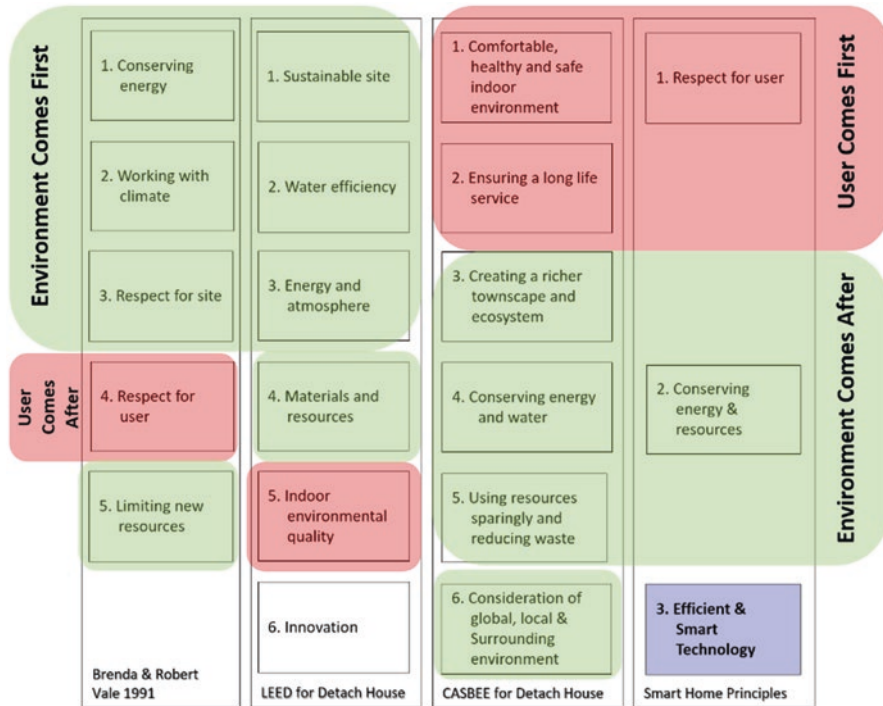 Environment Comes First
User
Comes
After
1. Conserving
energy
2. Working with
climate
3. Respect for site
4. Respect for
user
5. Limiting new
resources
Brenda & Robert
Vale 1991
1. Sustainable site
2. Water efficiency
3. Energy and
atmosphere
4. Materials and
resources
5. Indoor
environmental
quality
6. Innovation
LEED for Detach House
1. Comfortable,
healthy and safe
indoor
environment
2. Ensuring a long life
service
3. Creating a richer
townscape and
ecosystem
4. Conserving energy
and water
5. Using resources
sparingly and
reducing waste
6. Consideration of
global, local &
Surrounding
environment
CASBEE for Detach House
1. Respect for user
2. Conserving
energy &
resources
3. Efficient &
Smart
Technology
Smart Home Principles
User Comes First
Environment Comes After